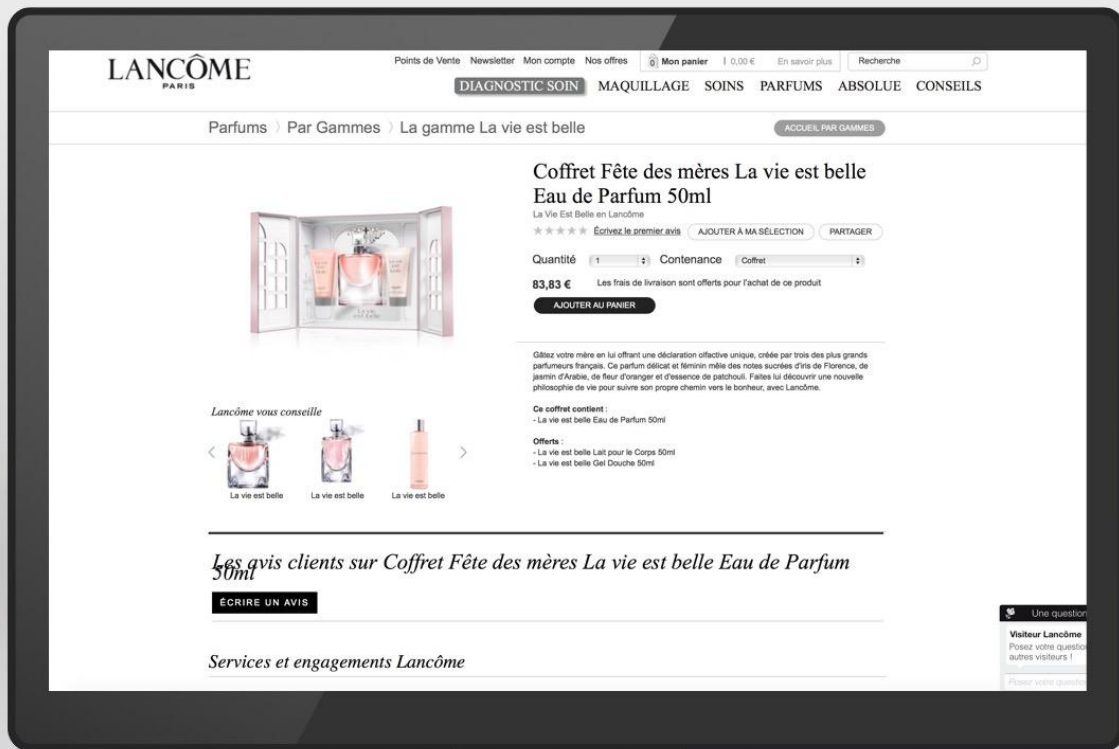 LANCÔME
PARIS
Points de Vente Newsletter Mon compte Nos offres 0 Mon panier 0,00 € En savoir plus Recherche
DIAGNOSTIC SOIN MAQUILLAGE SOINS PARFUMS ABSOLUE CONSEILS
Parfums › Par Gammes › La gamme La vie est belle ACCUEIL PAR GAMMES
Coffret Fête des mères La vie est belle
Eau de Parfum 50ml
La Vie Est Belle en Lancôme
Écrivez le premier avis AJOUTER À MA SÉLECTION PARTAGER
Quantité 1 Contenance Coffret
83,83 € Les frais de livraison sont offerts pour l'achat de ce produit
AJOUTER AU PANIER
La vie
est belle
Gâtez votre mère en lui offrant une déclaration olfactive unique, créée par trois des plus grands
parfumeurs français. Ce parfum délicat et féminin mêle des notes sucrées d'iris de Florence, de
jasmin d'Arabie, de fleur d'oranger et d'essence de patchouli. Faites lui découvrir une nouvelle
philosophie de vie pour suivre son propre chemin vers le bonheur, avec Lancôme.
Ce coffret contient :
- La vie est belle Eau de Parfum 50ml
Offerts :
- La vie est belle Lait pour le Corps 50ml
- La vie est belle Gel Douche 50ml
Lancôme vous conseille
La vie est belle La vie est belle La vie est belle
Les avis clients sur Coffret Fête des mères La vie est belle Eau de Parfum
50ml
ÉCRIRE UN AVIS
Services et engagements Lancôme
Une question
Visiteur Lancôme
Posez votre question
autres visiteurs !
Posez votre question